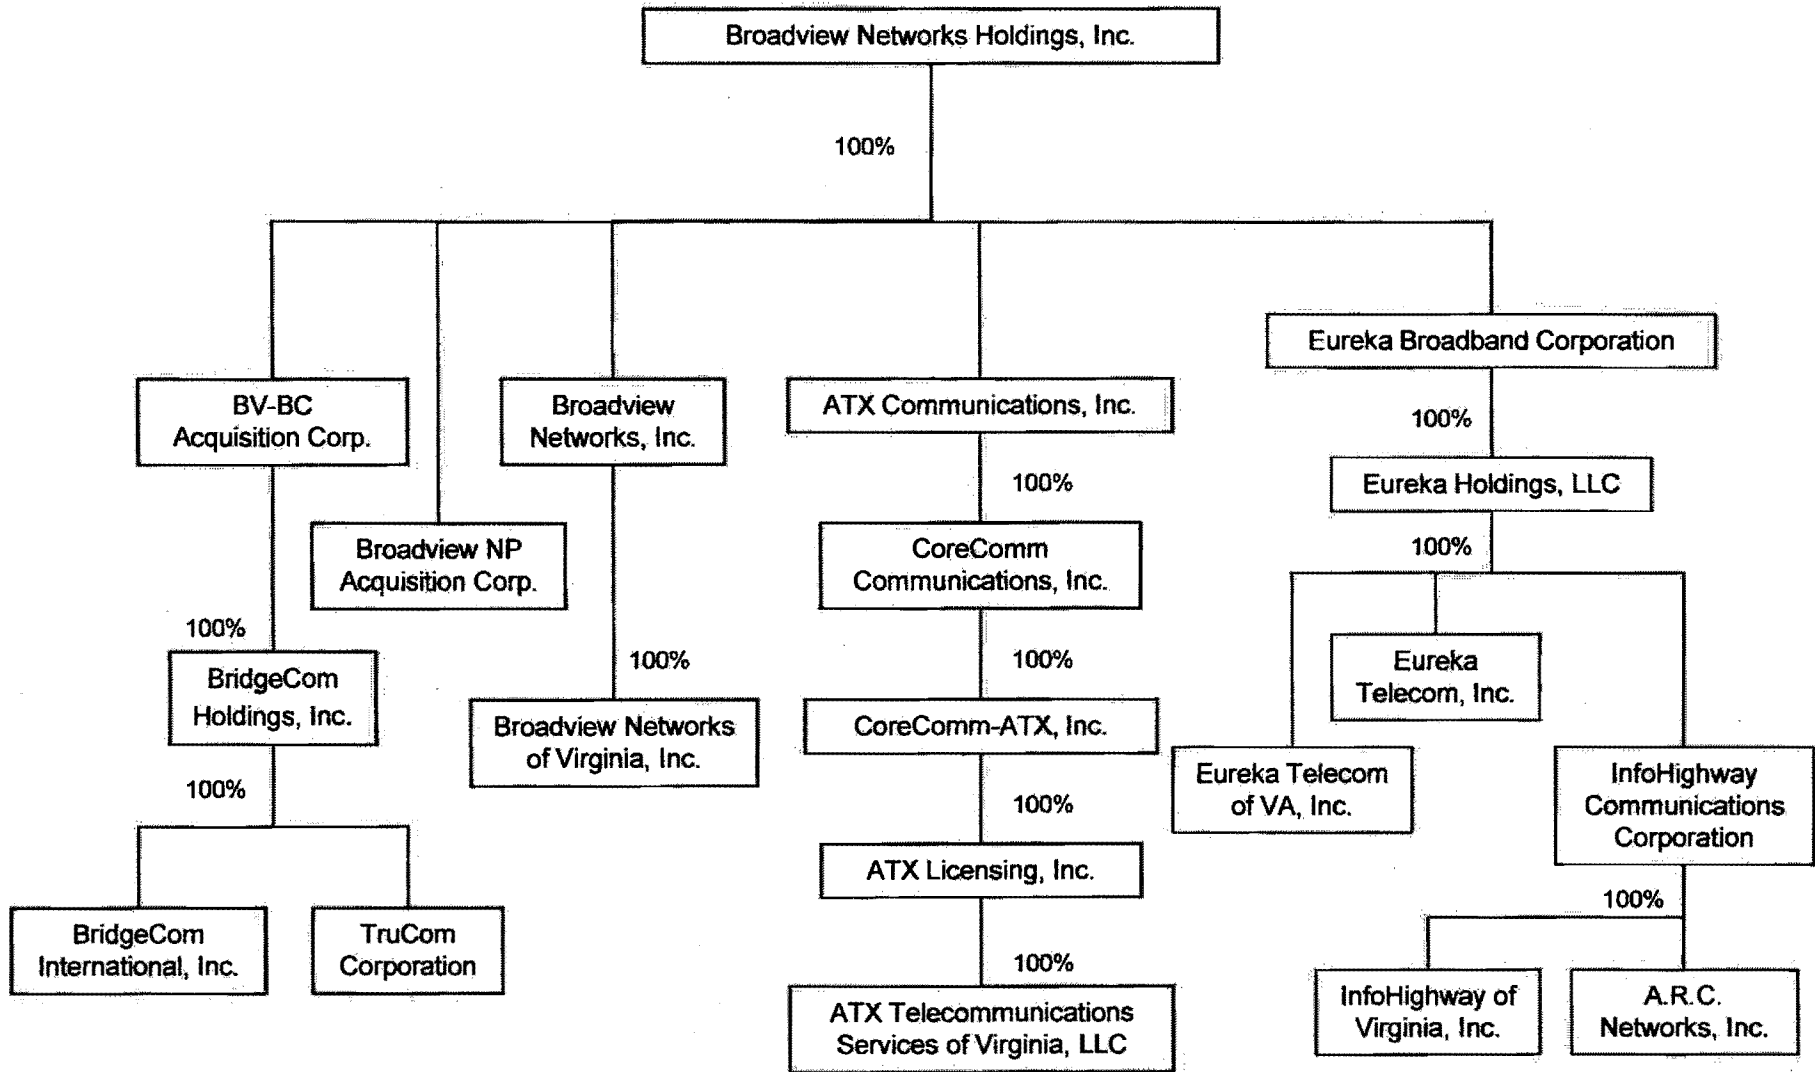 Broadview Networks Holdings, Inc.
100%
Eureka Broadband Corporation
BV-BC
Acquisition Corp.
Broadview
Networks, Inc.
ATX Communications, Inc.
100%
100%
Eureka Holdings, LLC
Broadview NP
Acquisition Corp.
CoreComm
Communications, Inc.
100%
100%
BridgeCom
Holdings, Inc.
100%
Broadview Networks
of Virginia, Inc.
100%
CoreComm-ATX, Inc.
Eureka
Telecom, Inc.
Eureka Telecom
of VA, Inc.
InfoHighway
Communications
Corporation
100%
100%
ATX Licensing, Inc.
100%
BridgeCom
International, Inc.
TruCom
Corporation
100%
ATX Telecommunications
Services of Virginia, LLC
InfoHighway of
Virginia, Inc.
A.R.C.
Networks, Inc.